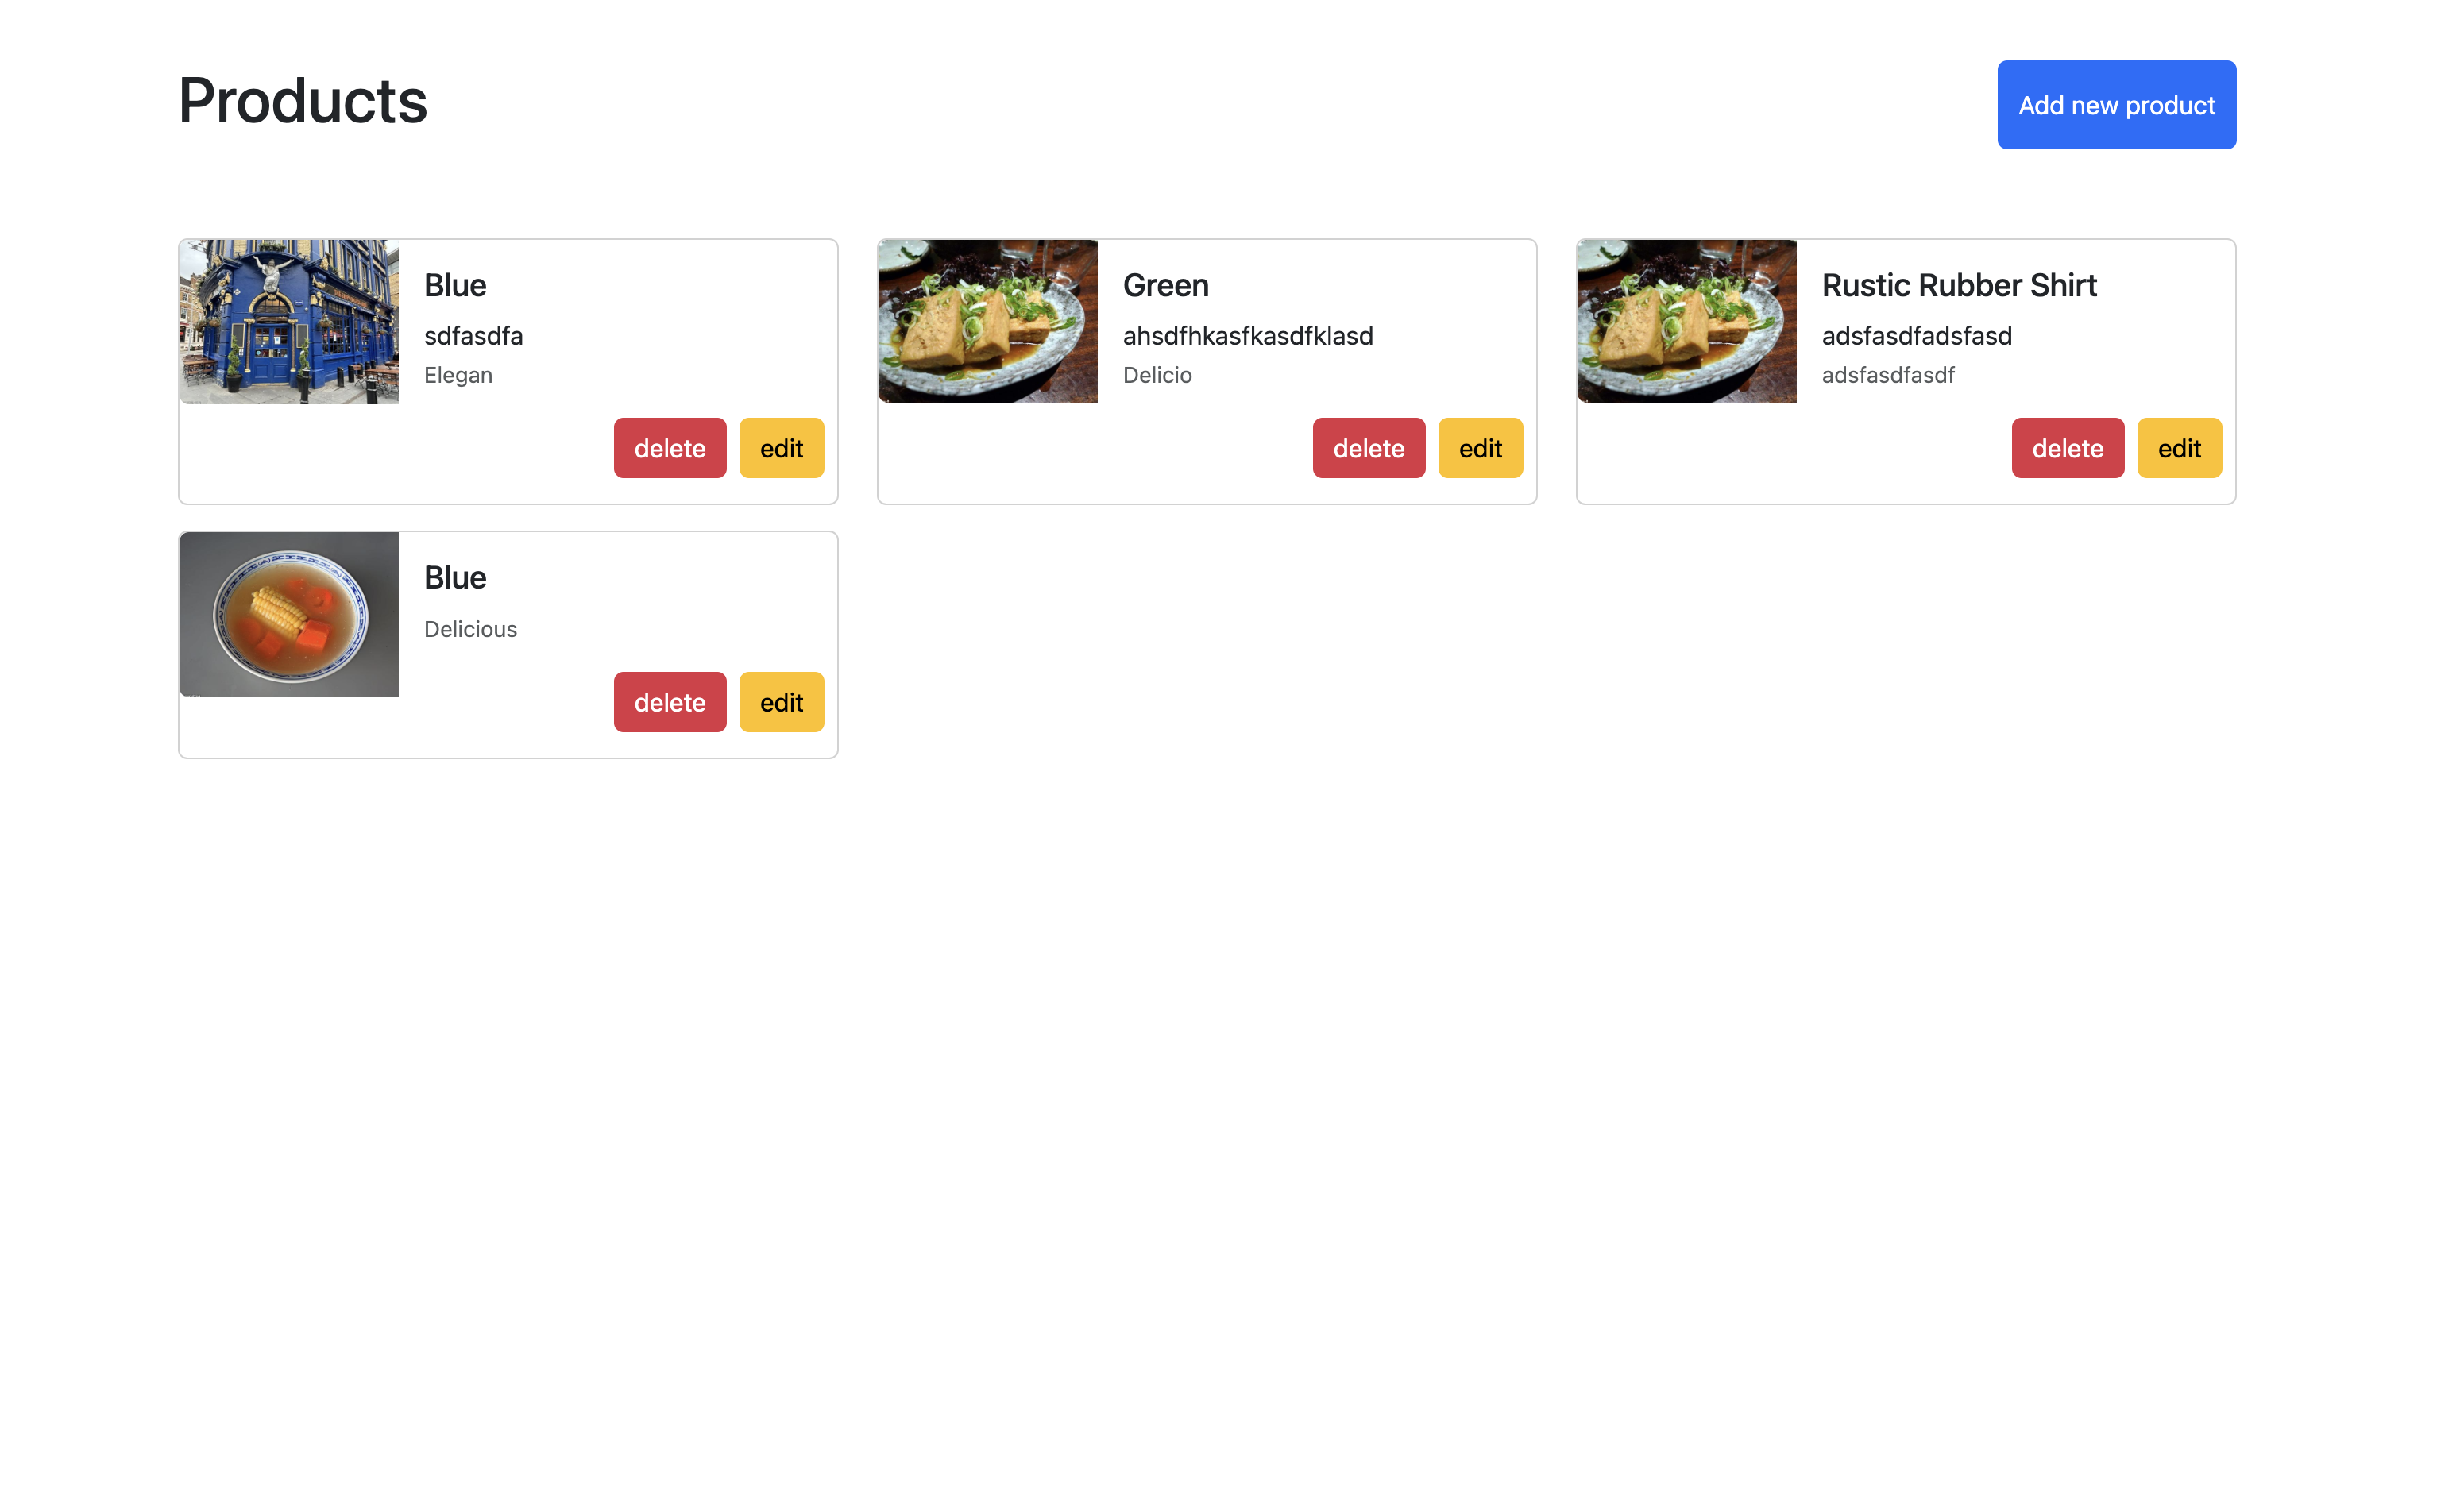 Products
Add new product
Blue
sdfasdfa
Elegan
delete edit
Green
ahsdfhkasfkasdfklasd
Delicio
delete edit
Rustic Rubber Shirt
adsfasdfadsfasd
adsfasdfasdf
delete edit
Blue
Delicious
delete edit